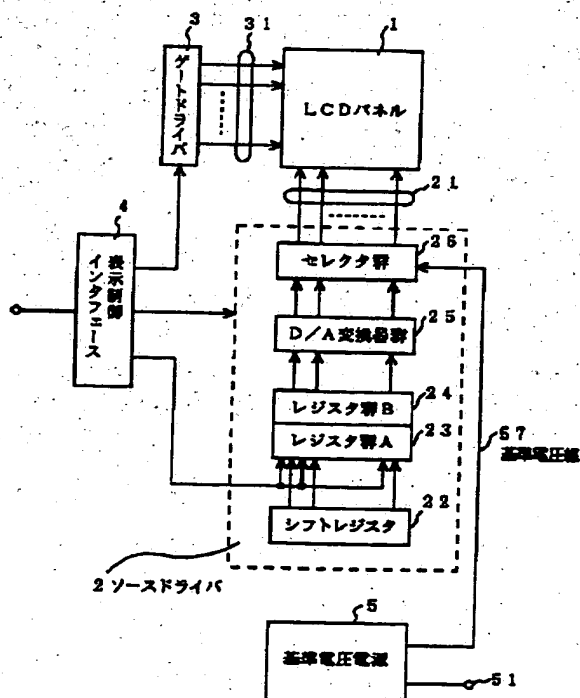 3
31
1
ゲートドライバ
LCDパネル
21
4
表示制御
インタフェース
26
セレクタ群
25
D/A変換器群
24
レジスタ群B
23
レジスタ群A
57
基準電圧線
22
シフトレジスタ
2 ソースドライバ
5
基準電圧電源
51